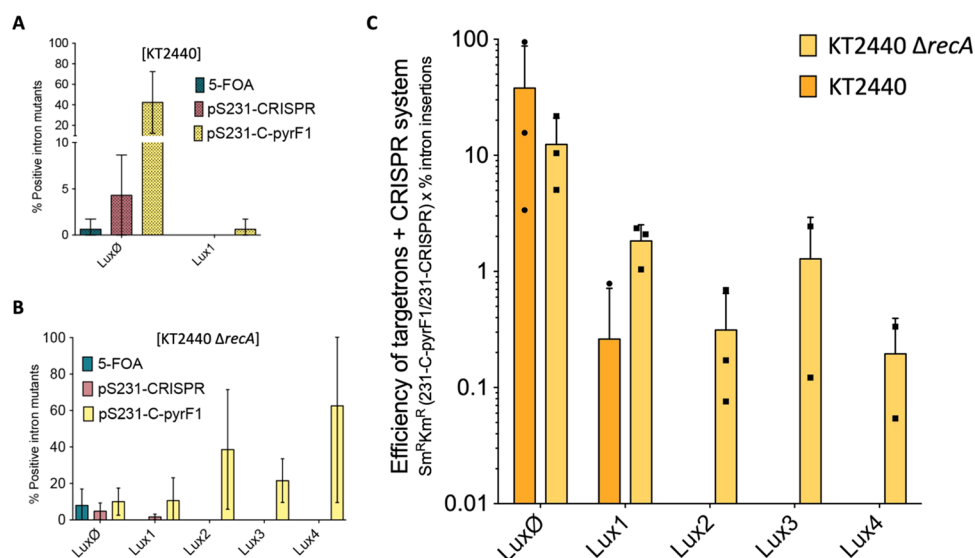 A
[KT2440]
% Positive intron mutants
100
80
60
40
20
10
5
0
5-FOA
pS231-CRISPR
pS231-C-pyrF1
LuxØ
Lux1
B
[KT2440 ΔrecA]
% Positive intron mutants
100
80
60
40
20
0
5-FOA
pS231-CRISPR
pS231-C-pyrF1
LuxØ
Lux1
Lux2
Lux3
Lux4
C
Efficiency of targetrons + CRISPR system
Sm^R Km^R (231-C-pyrF1/231-CRISPR) x % intron insertions
100
10
1
0.1
0.01
KT2440 ΔrecA
KT2440
LuxØ
Lux1
Lux2
Lux3
Lux4